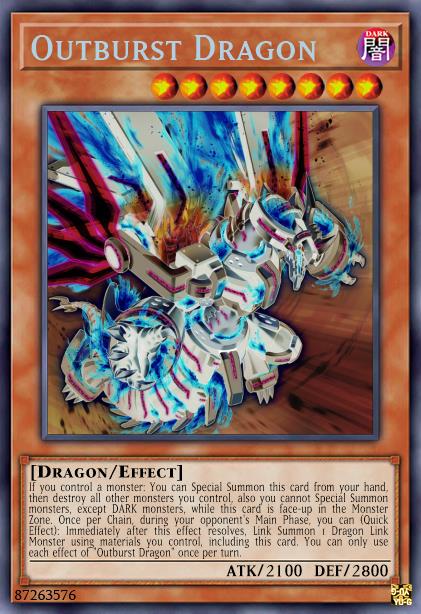 OUTBURST DRAGON
DARK
闇
[DRAGON/EFFECT]
If you control a monster: You can Special Summon this card from your hand,
then destroy all other monsters you control, also you cannot Special Summon
monsters, except DARK monsters, while this card is face-up in the Monster
Zone. Once per Chain, during your opponent's Main Phase, you can (Quick
Effect): Immediately after this effect resolves, Link Summon 1 Dragon Link
Monster using materials you control, including this card. You can only use
each effect of "Outburst Dragon" once per turn.
ATK/2100 DEF/2800
87263576